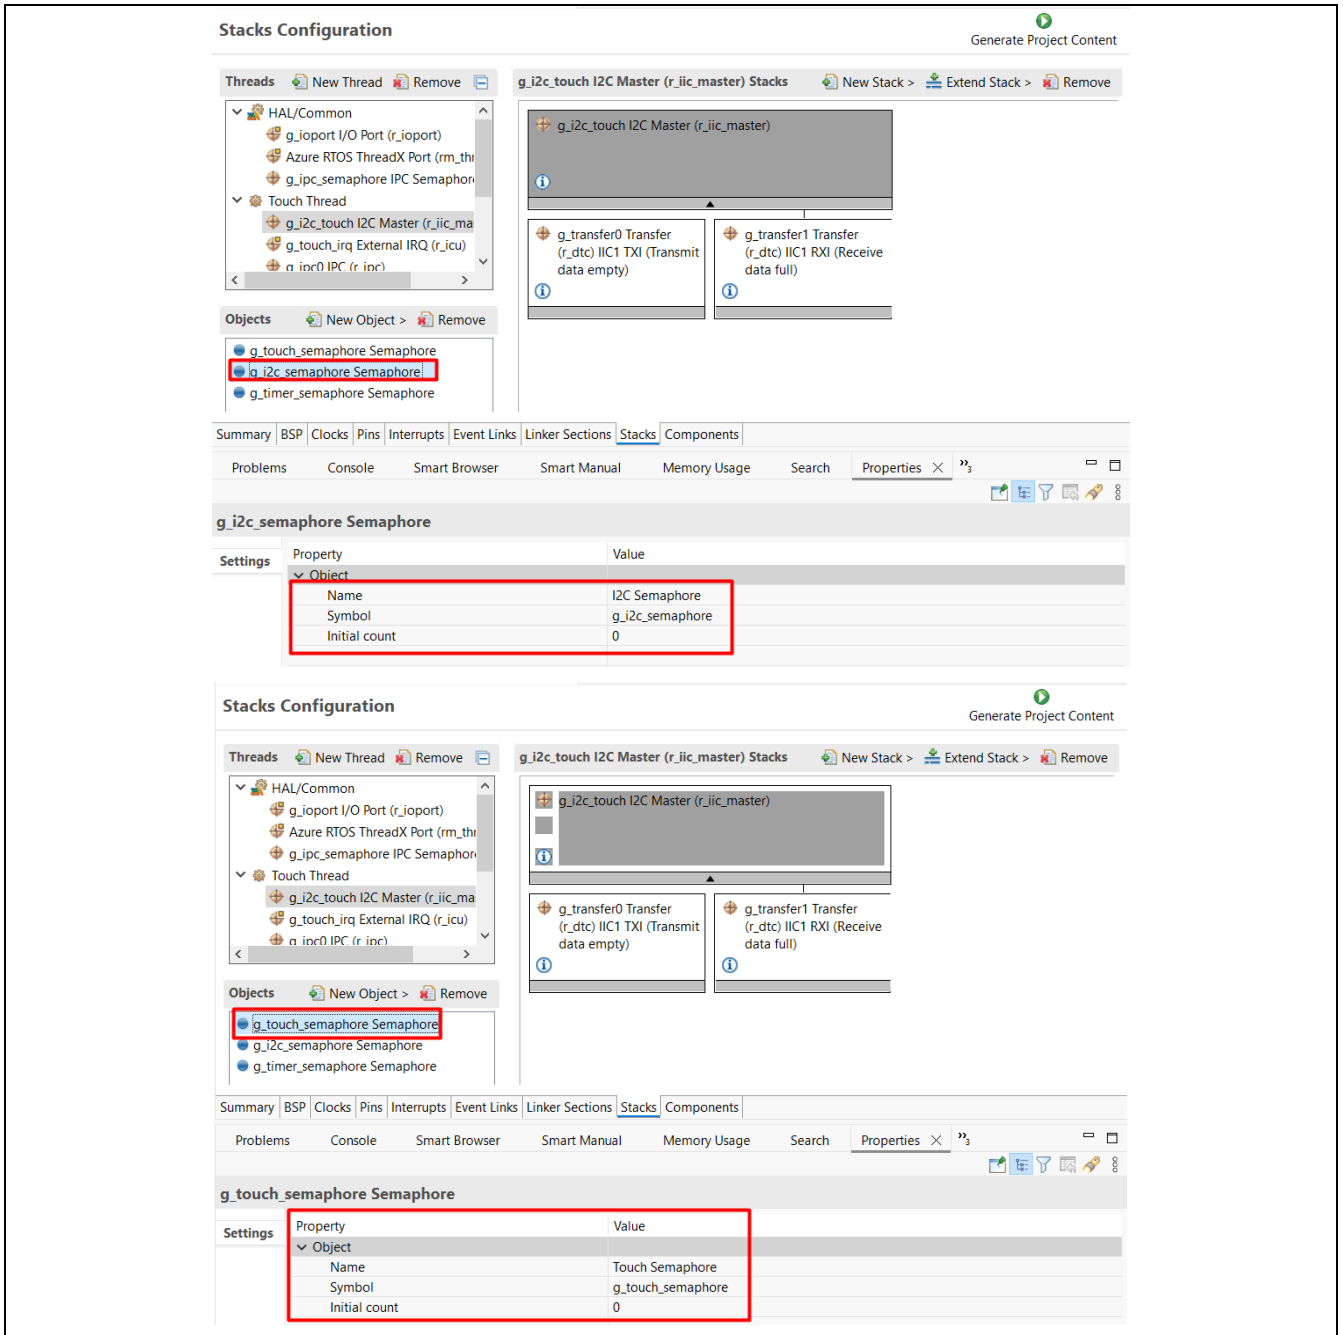 Stacks Configuration
Generate Project Content
Threads New Thread Remove
g_i2c_touch I2C Master (r_iic_master) Stacks New Stack > Extend Stack > Remove
HAL/Common
g_ioport I/O Port (r_ioport)
Azure RTOS ThreadX Port (rm_thr
g_ipc_semaphore IPC Semaphor
Touch Thread
g_i2c_touch I2C Master (r_iic_ma
g_touch_irq External IRQ (r_icu)
g_ipc0 IPC (r_ipc)
g_i2c_touch I2C Master (r_iic_master)
g_transfer0 Transfer
(r_dtc) IIC1 TXI (Transmit
data empty)
g_transfer1 Transfer
(r_dtc) IIC1 RXI (Receive
data full)
Objects New Object > Remove
g_touch_semaphore Semaphore
g_i2c_semaphore Semaphore
g_timer_semaphore Semaphore
Summary BSP Clocks Pins Interrupts Event Links Linker Sections Stacks Components
Problems Console Smart Browser Smart Manual Memory Usage Search Properties »3
g_i2c_semaphore Semaphore
Settings
Property Value
Object
Name I2C Semaphore
Symbol g_i2c_semaphore
Initial count 0
Stacks Configuration
Generate Project Content
Threads New Thread Remove
g_i2c_touch I2C Master (r_iic_master) Stacks New Stack > Extend Stack > Remove
HAL/Common
g_ioport I/O Port (r_ioport)
Azure RTOS ThreadX Port (rm_thr
g_ipc_semaphore IPC Semaphor
Touch Thread
g_i2c_touch I2C Master (r_iic_ma
g_touch_irq External IRQ (r_icu)
g_ipc0 IPC (r_ipc)
g_i2c_touch I2C Master (r_iic_master)
g_transfer0 Transfer
(r_dtc) IIC1 TXI (Transmit
data empty)
g_transfer1 Transfer
(r_dtc) IIC1 RXI (Receive
data full)
Objects New Object > Remove
g_touch_semaphore Semaphore
g_i2c_semaphore Semaphore
g_timer_semaphore Semaphore
Summary BSP Clocks Pins Interrupts Event Links Linker Sections Stacks Components
Problems Console Smart Browser Smart Manual Memory Usage Search Properties »3
g_touch_semaphore Semaphore
Settings
Property Value
Object
Name Touch Semaphore
Symbol g_touch_semaphore
Initial count 0